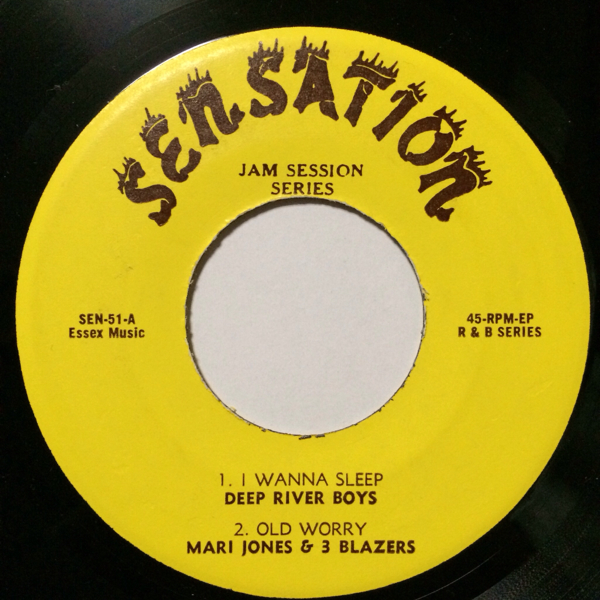 SENSATION
JAM SESSION
SERIES
SEN-51-A
Essex Music
45-RPM-EP
R & B SERIES
1. I WANNA SLEEP
DEEP RIVER BOYS
2. OLD WORRY
MARI JONES & 3 BLAZERS